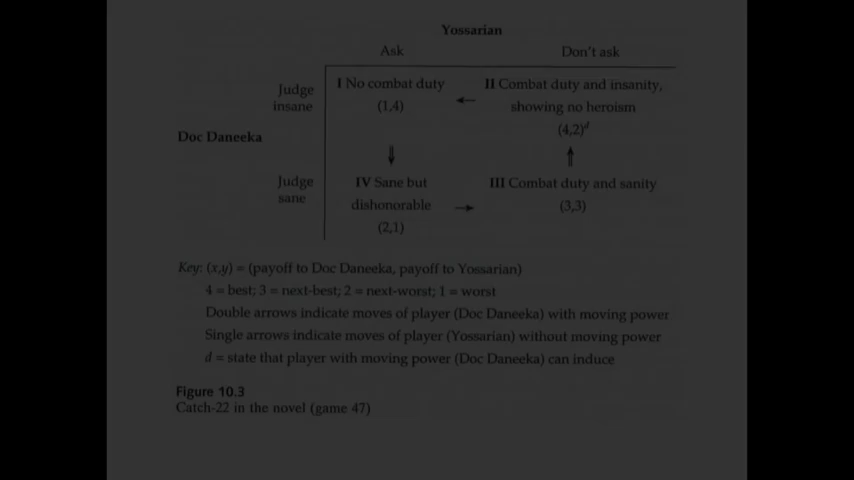 Yossarian
Ask Don't ask
Judge insane
I No combat duty
(1,4)
II Combat duty and insanity,
showing no heroism
(4,2)d
Doc Daneeka
Judge sane
IV Sane but
dishonorable
(2,1)
III Combat duty and sanity
(3,3)
Key: (x,y) = (payoff to Doc Daneeka, payoff to Yossarian)
4 = best; 3 = next-best; 2 = next-worst; 1 = worst
Double arrows indicate moves of player (Doc Daneeka) with moving power
Single arrows indicate moves of player (Yossarian) without moving power
d = state that player with moving power (Doc Daneeka) can induce
Figure 10.3
Catch-22 in the novel (game 47)